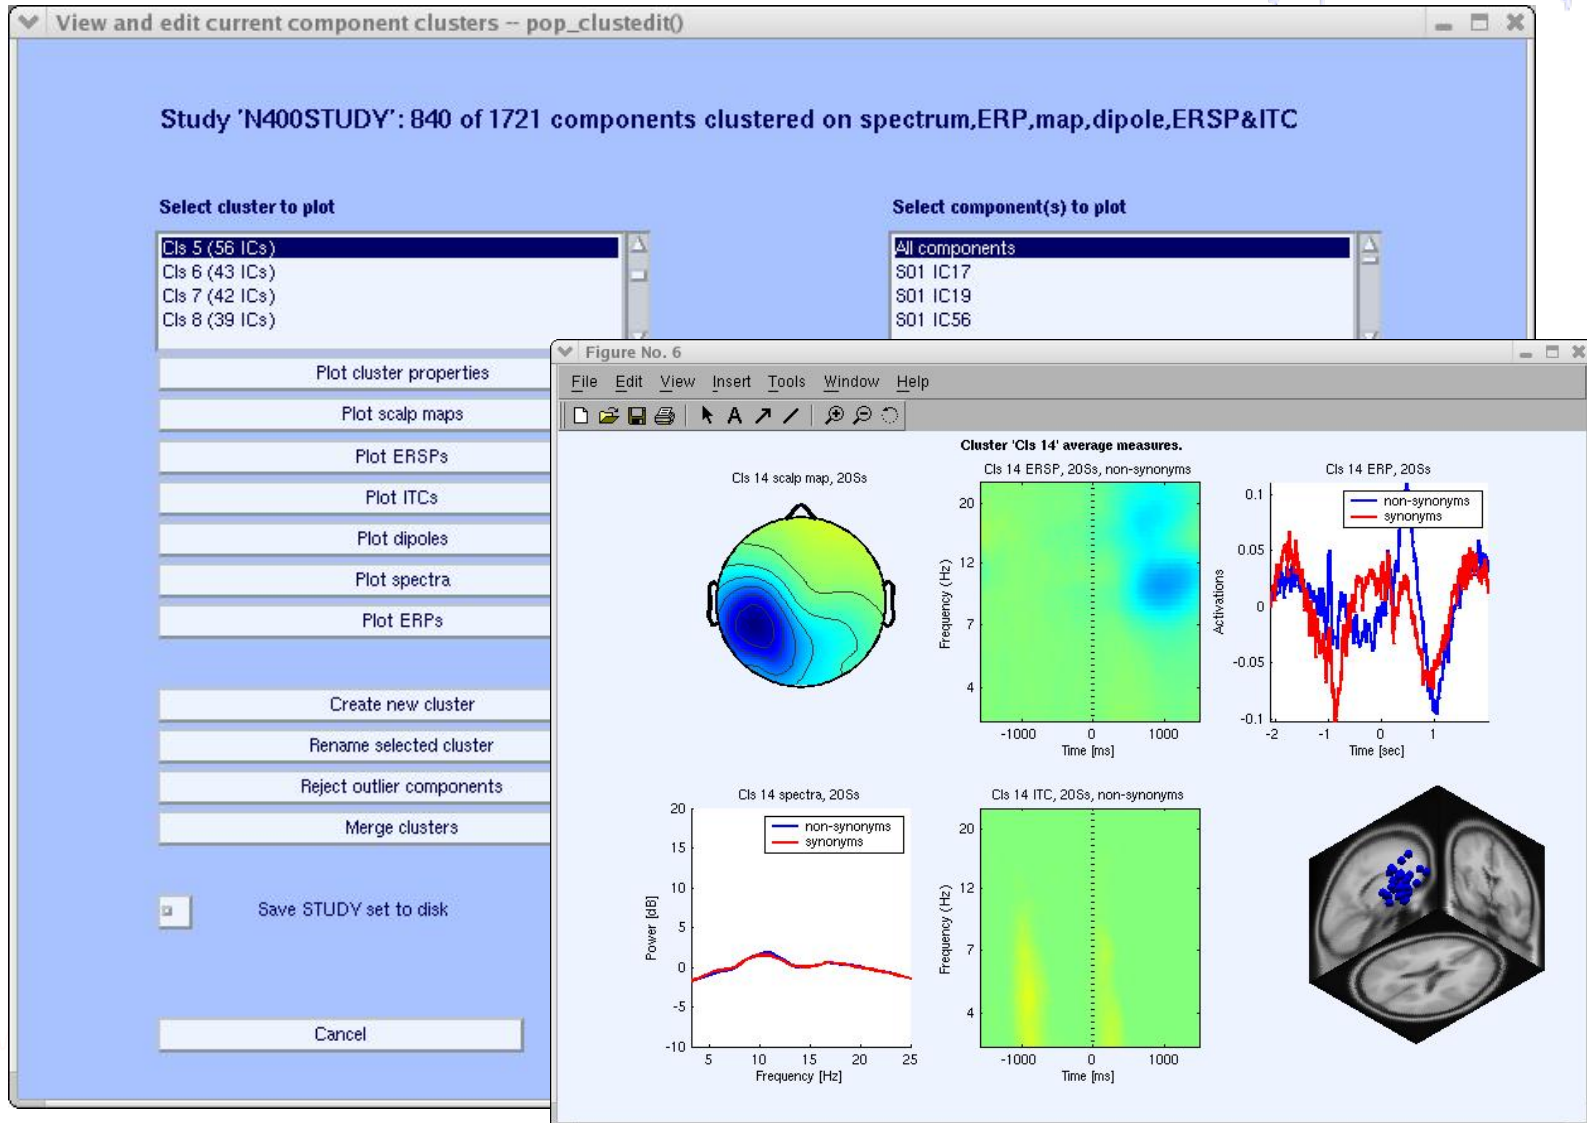 View and edit current component clusters -- pop_clustedit()
Study 'N400STUDY': 840 of 1721 components clustered on spectrum,ERP,map,dipole,ERSP&ITC
Select cluster to plot
Cls 5 (56 ICs)
Cls 6 (43 ICs)
Cls 7 (42 ICs)
Cls 8 (39 ICs)
Select component(s) to plot
All components
S01 IC17
S01 IC19
S01 IC56
Plot cluster properties
Plot scalp maps
Plot ERSPs
Plot ITCs
Plot dipoles
Plot spectra
Plot ERPs
Create new cluster
Rename selected cluster
Reject outlier components
Merge clusters
Save STUDY set to disk
Cancel
Figure No. 6
File Edit View Insert Tools Window Help
A
Cluster 'Cls 14' average measures.
Cls 14 scalp map, 20Ss
Cls 14 ERSP, 20Ss, non-synonyms
20
12
7
4
Frequency (Hz)
-1000 0 1000
Time [ms]
Cls 14 ERP, 20Ss
non-synonyms
synonyms
0.1
0.05
0
-0.05
-0.1
Activations
-2 -1 0 1
Time [sec]
Cls 14 spectra, 20Ss
non-synonyms
synonyms
20
15
10
5
0
-5
-10
Power [dB]
5 10 15 20 25
Frequency [Hz]
Cls 14 ITC, 20Ss, non-synonyms
20
12
7
4
Frequency (Hz)
-1000 0 1000
Time [ms]